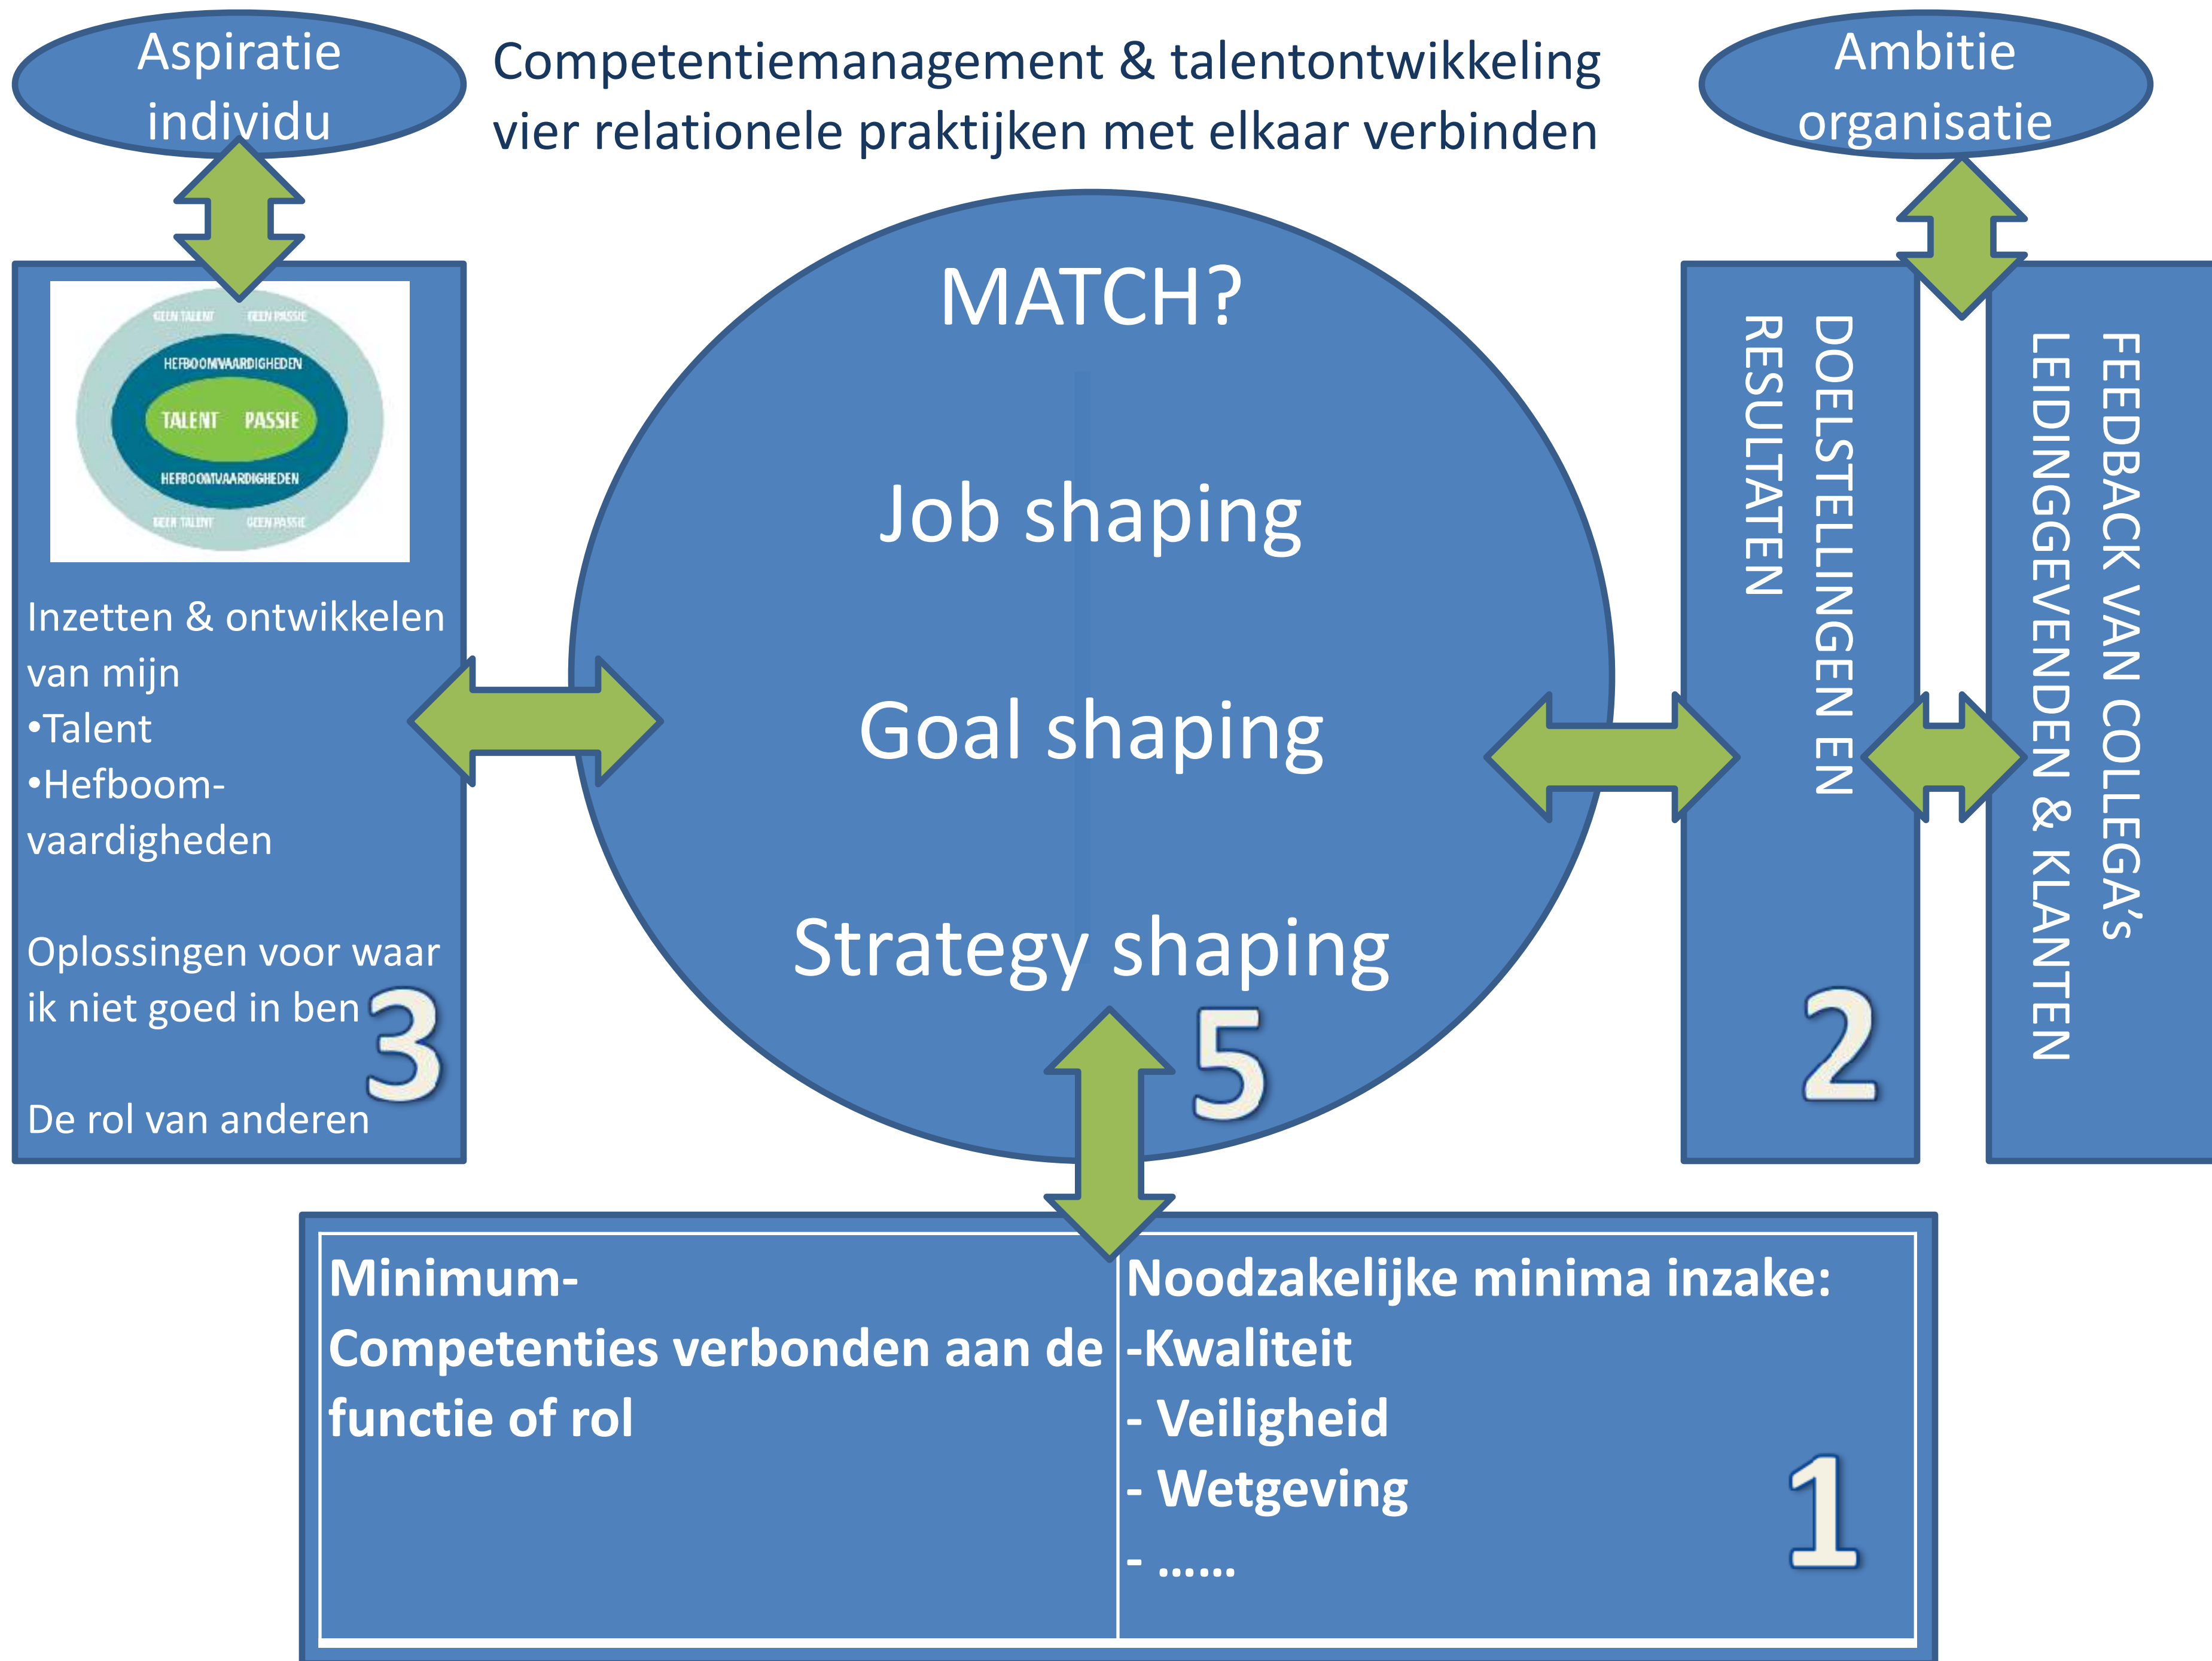 Aspiratie
individu
Competentiemanagement & talentontwikkeling
vier relationele praktijken met elkaar verbinden
Ambitie
organisatie
GEEN TALENT GEEN PASSIE
HEFBOOMVAARDIGHEDEN
TALENT PASSIE
HEFBOOMVAARDIGHEDEN
GEEN TALENT GEEN PASSIE
Inzetten & ontwikkelen
van mijn
•Talent
•Hefboom-
vaardigheden
Oplossingen voor waar
ik niet goed in ben
De rol van anderen
3
MATCH?
Job shaping
Goal shaping
Strategy shaping
5
DOELSTELLINGEN EN
RESULTATEN
2
FEEDBACK VAN COLLEGA's
LEIDINGGEVENDEN & KLANTEN
Minimum-
Competenties verbonden aan de
functie of rol
Noodzakelijke minima inzake:
-Kwaliteit
- Veiligheid
- Wetgeving
- ......
1